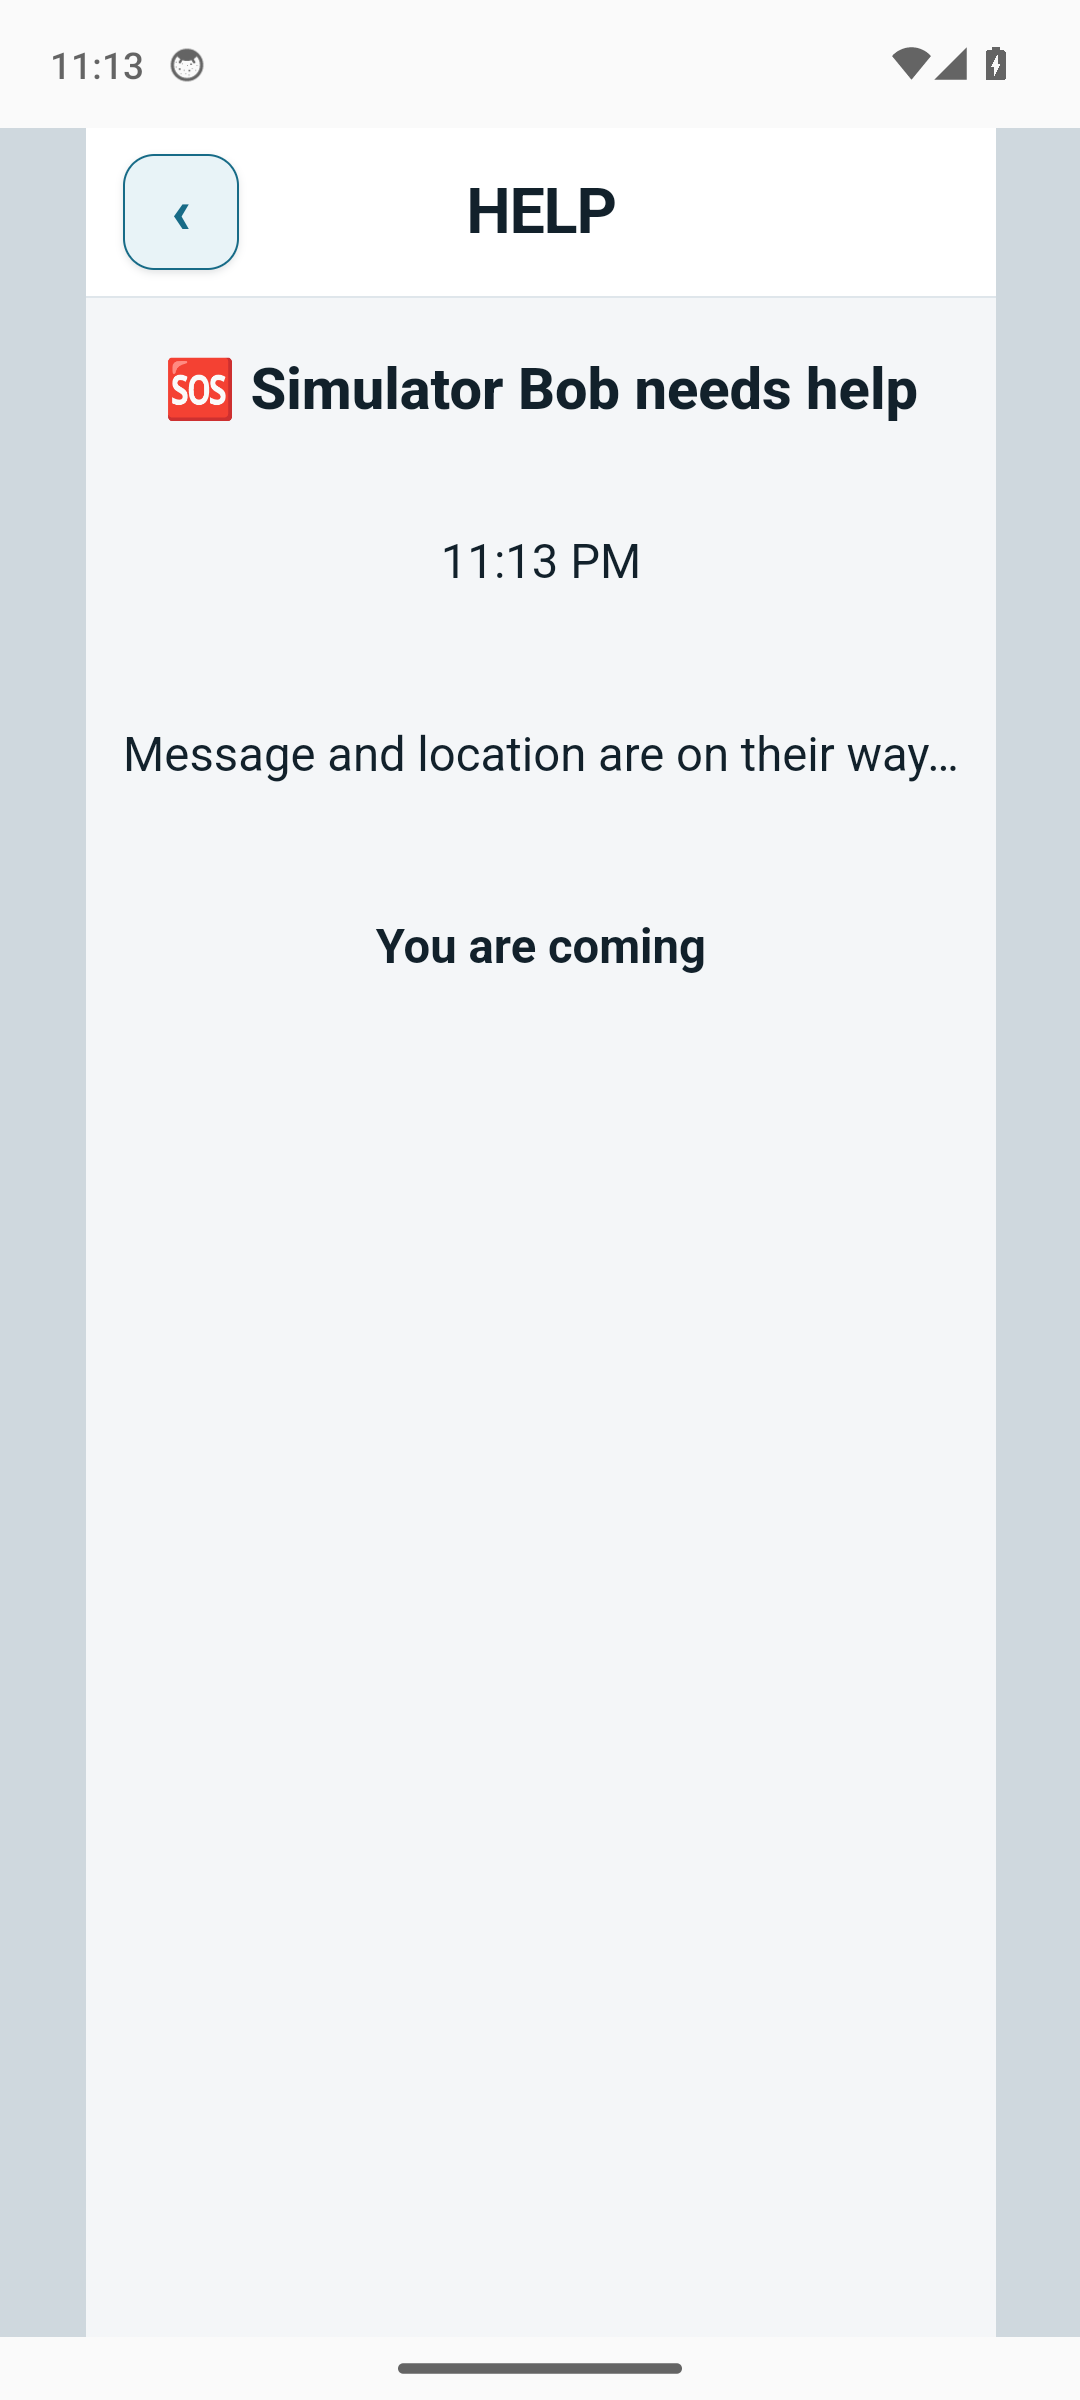 11:13
‹
HELP
🆘 Simulator Bob needs help
11:13 PM
Message and location are on their way…
You are coming